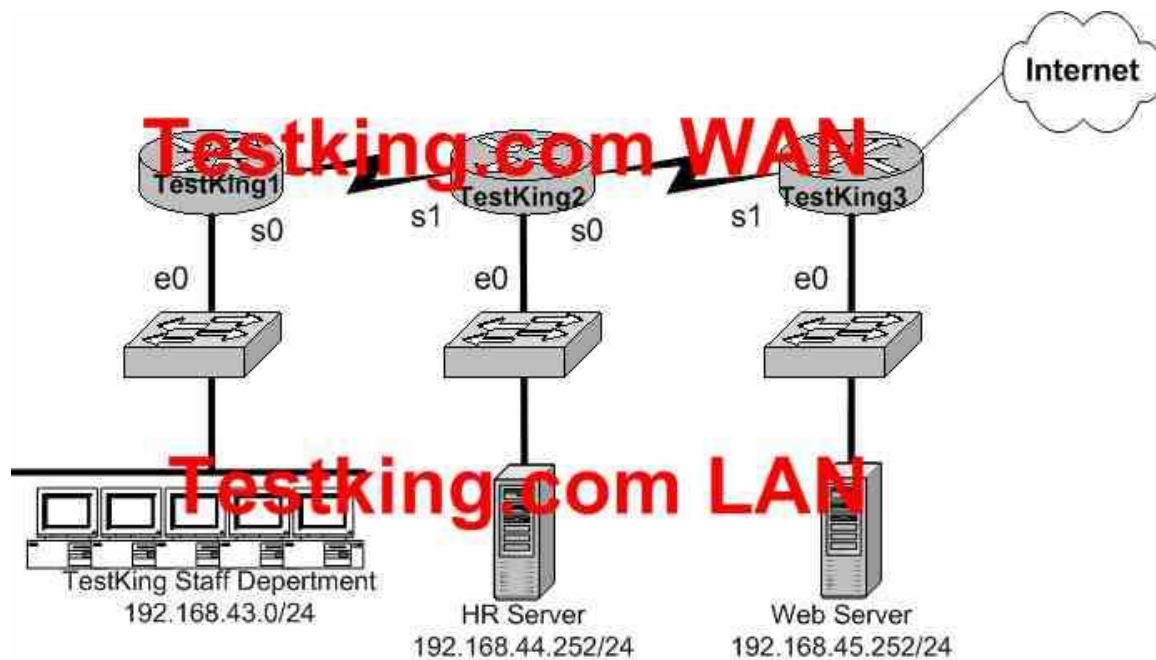 Internet
Testking.com WAN
TestKing1
TestKing2
TestKing3
s0
s1
s0
s1
e0
e0
e0
Testking.com LAN
TestKing Staff Depertment
192.168.43.0/24
HR Server
192.168.44.252/24
Web Server
192.168.45.252/24